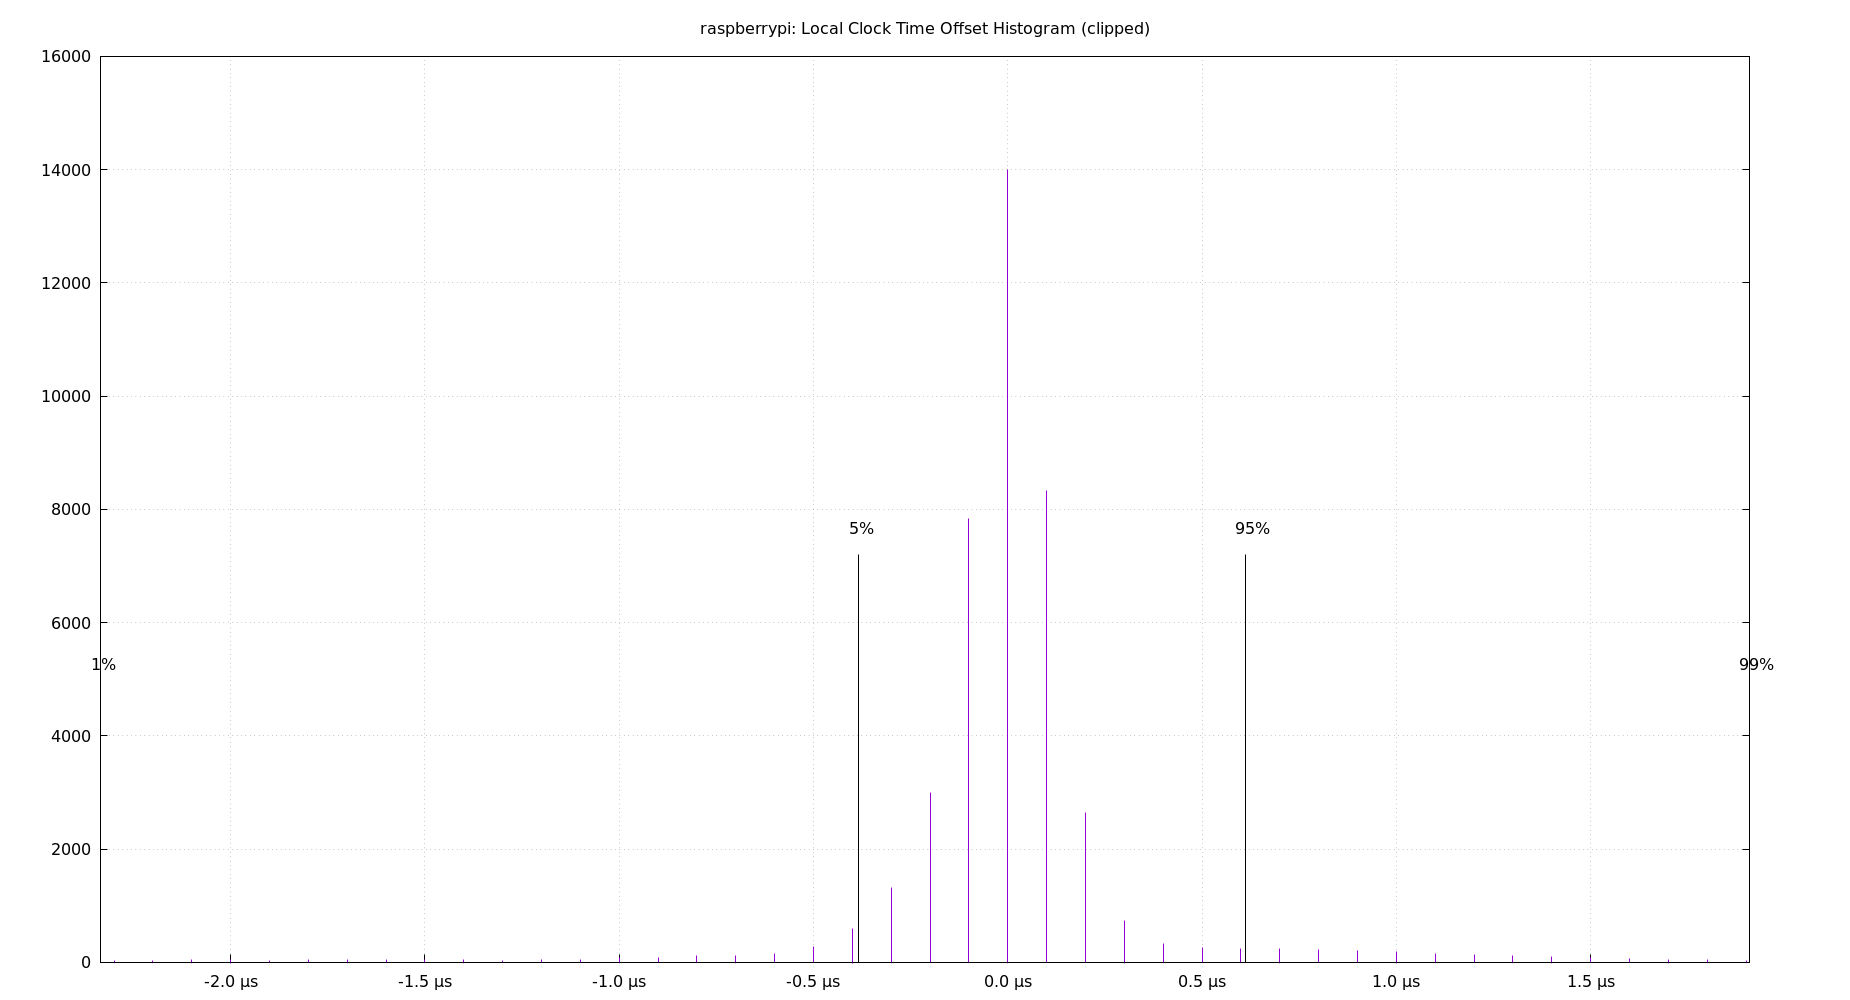 raspberrypi: Local Clock Time Offset Histogram (clipped)
16000
14000
12000
10000
8000
5%
95%
6000
1%
99%
4000
2000
0
-2.0 µs
-1.5 µs
-1.0 µs
-0.5 µs
0.0 µs
0.5 µs
1.0 µs
1.5 µs